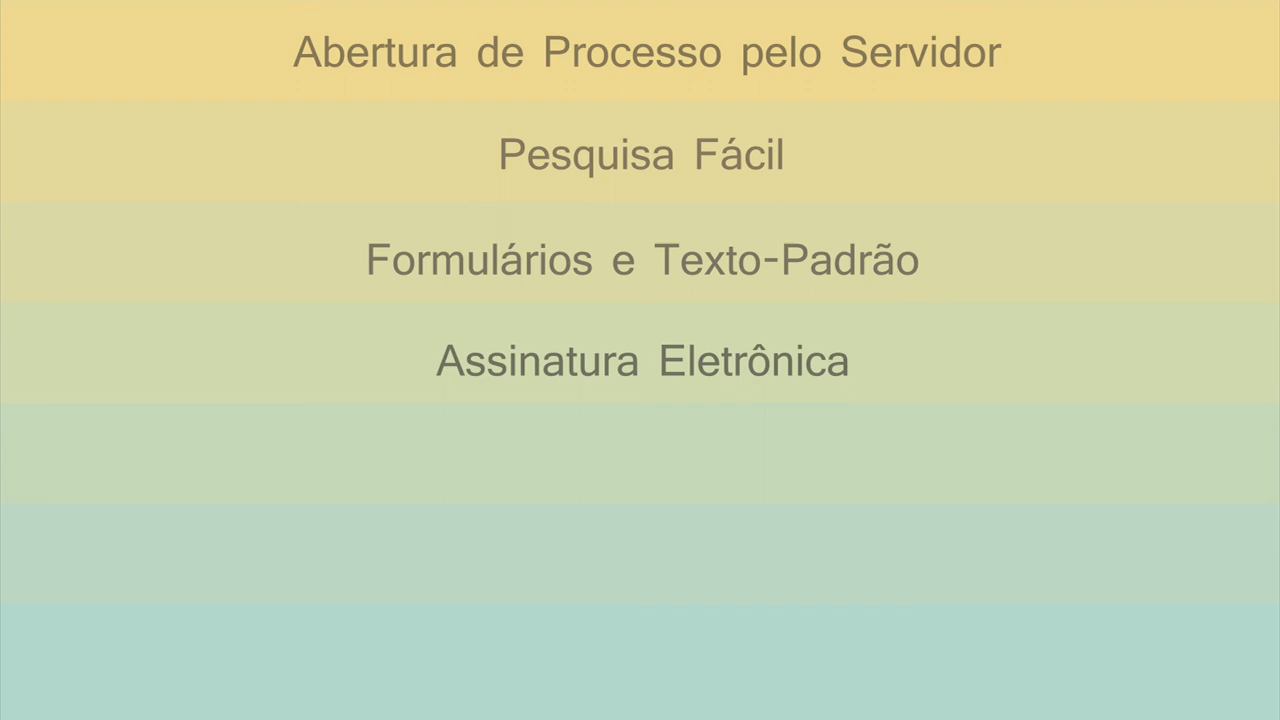 Abertura de Processo pelo Servidor
Pesquisa Fácil
Formulários e Texto-Padrão
Assinatura Eletrônica